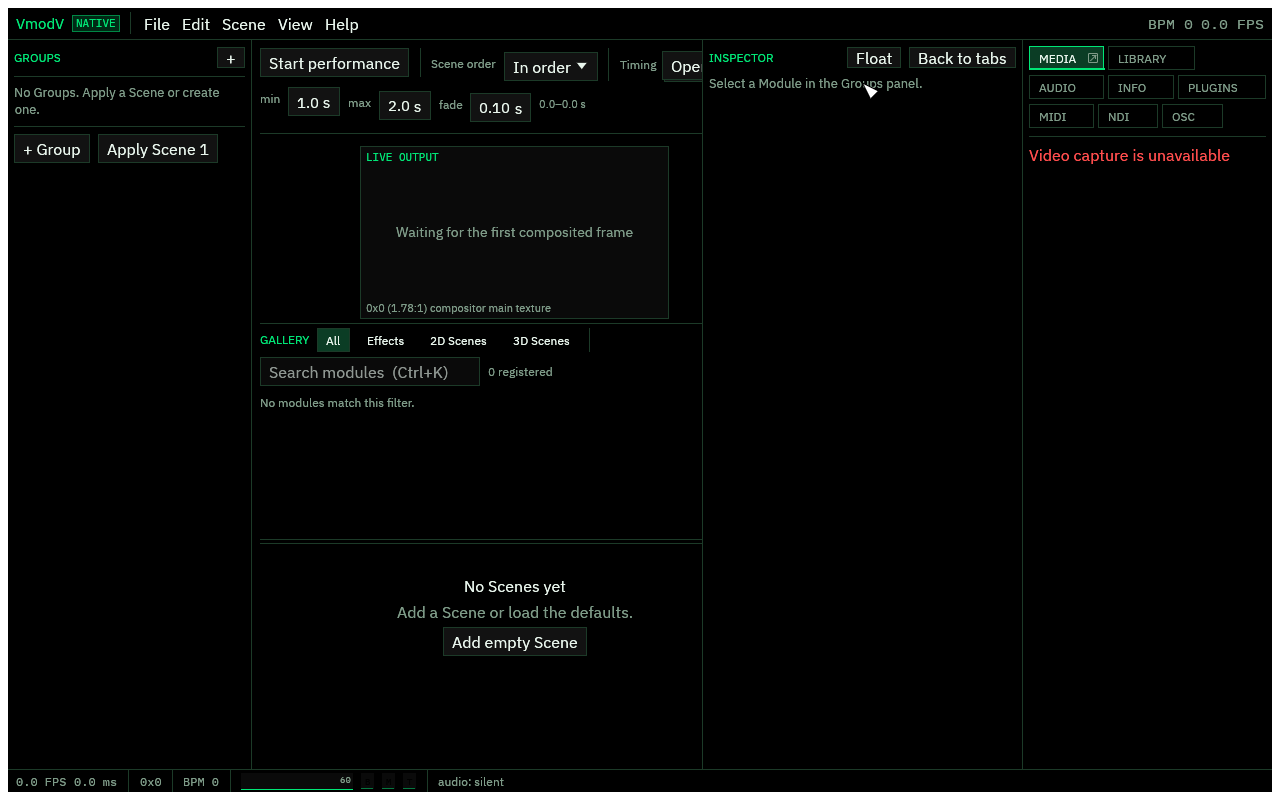 VmodV NATIVE File Edit Scene View Help BPM 0 0.0 FPS
GROUPS +
No Groups. Apply a Scene or create
one.
+ Group Apply Scene 1
Start performance Scene order In order Timing Ope
min 1.0 s max 2.0 s fade 0.10 s 0.0–0.0 s
LIVE OUTPUT
Waiting for the first composited frame
0x0 (1.78:1) compositor main texture
GALLERY All Effects 2D Scenes 3D Scenes
Search modules (Ctrl+K) 0 registered
No modules match this filter.
No Scenes yet
Add a Scene or load the defaults.
Add empty Scene
INSPECTOR Float Back to tabs
Select a Module in the Groups panel.
MEDIA LIBRARY
AUDIO INFO PLUGINS
MIDI NDI OSC
Video capture is unavailable
0.0 FPS 0.0 ms 0x0 BPM 0 60 audio: silent